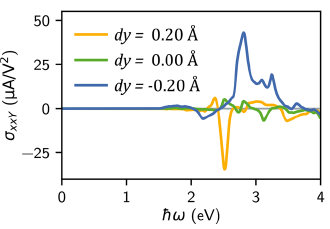 50
25
0
−25
σxxY (μA/V²)
dy = 0.20 Å
dy = 0.00 Å
dy = -0.20 Å
0 1 2 3 4
ℏω (eV)